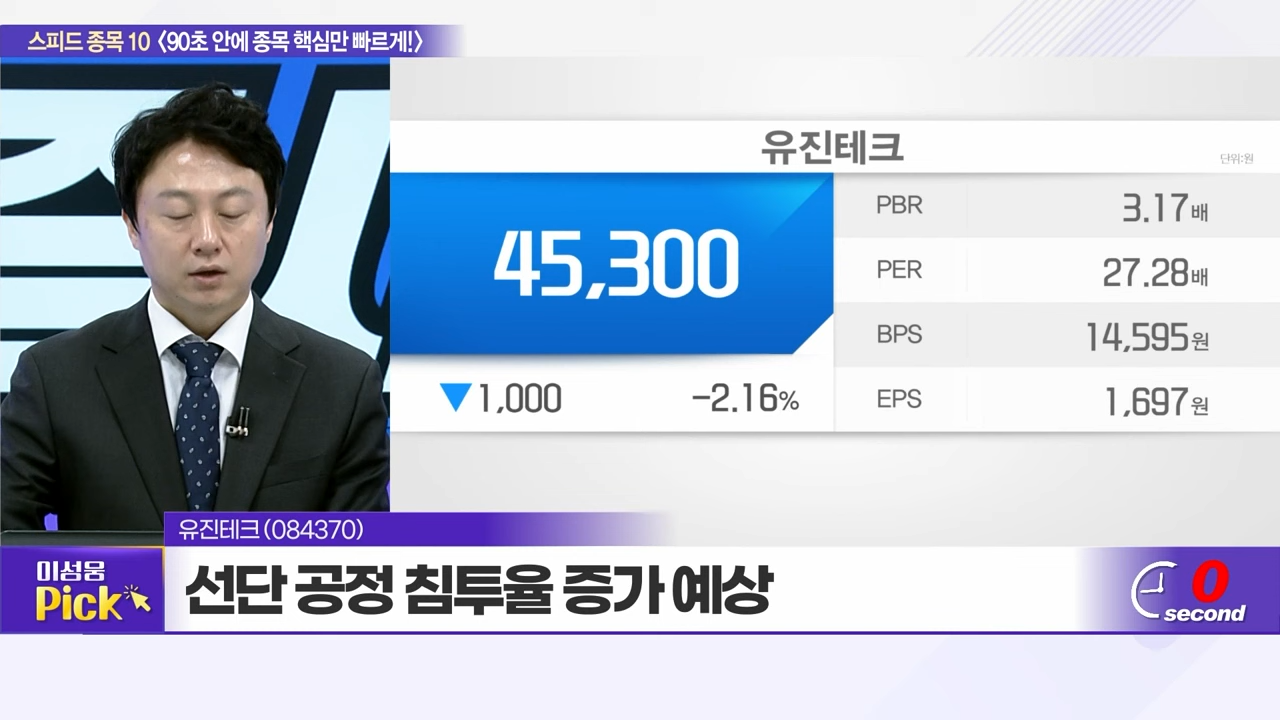 스피드 종목 10 〈90초 안에 종목 핵심만 빠르게!〉
유진테크
단위:원
45,300
▼1,000 -2.16%
PBR 3.17배
PER 27.28배
BPS 14,595원
EPS 1,697원
유진테크(084370)
이성웅
Pick
선단 공정 침투율 증가 예상
0
second